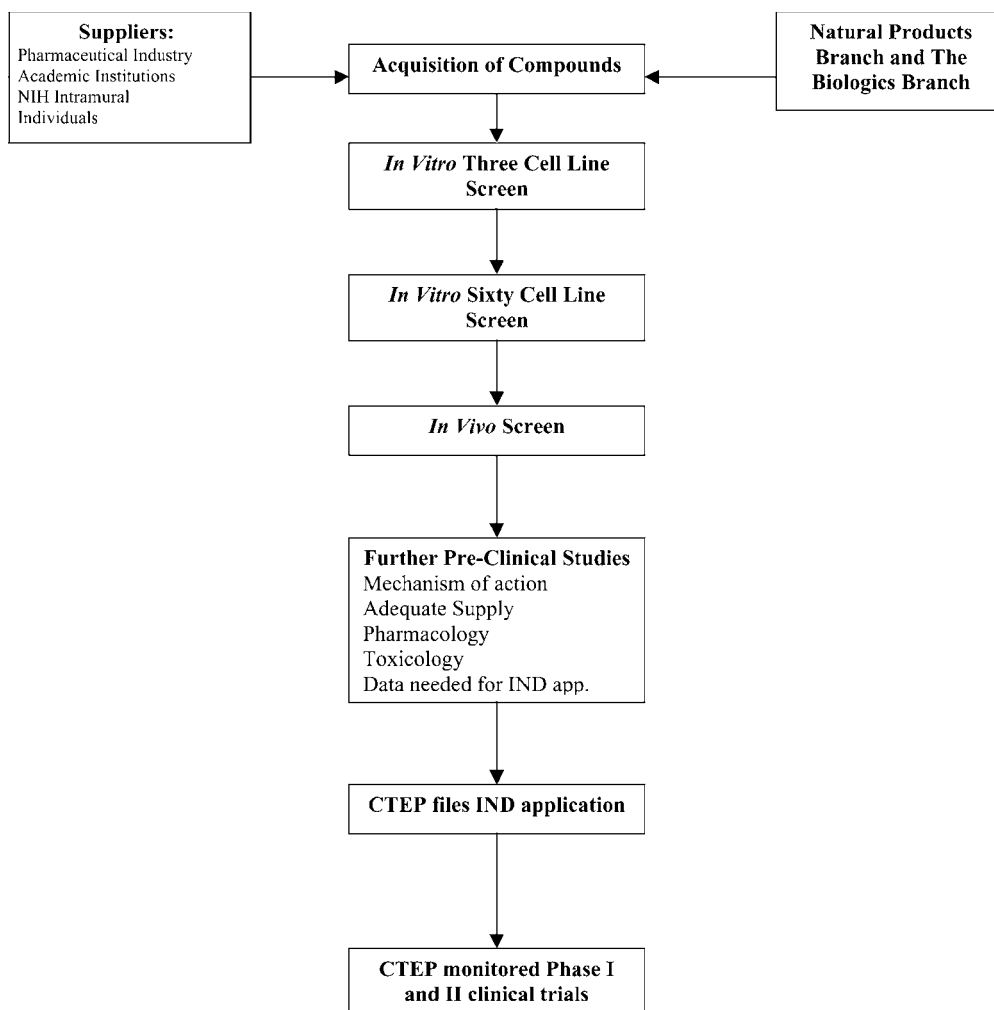 Suppliers:
Pharmaceutical Industry
Academic Institutions
NIH Intramural
Individuals
Acquisition of Compounds
Natural Products
Branch and The
Biologics Branch
In Vitro Three Cell Line
Screen
In Vitro Sixty Cell Line
Screen
In Vivo Screen
Further Pre-Clinical Studies
Mechanism of action
Adequate Supply
Pharmacology
Toxicology
Data needed for IND app.
CTEP files IND application
CTEP monitored Phase I
and II clinical trials